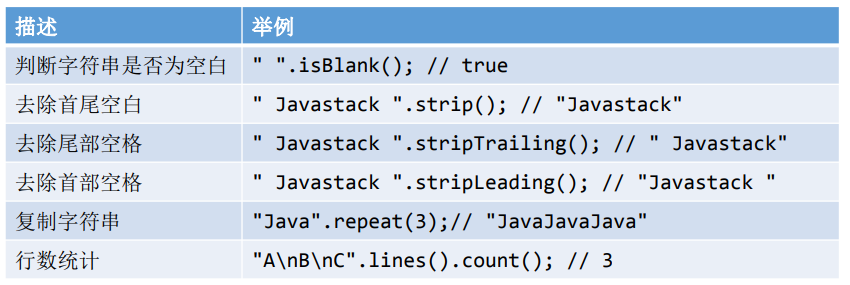 描述 举例
判断字符串是否为空白 " ".isBlank(); // true
去除首尾空白 " Javastack ".strip(); // "Javastack"
去除尾部空格 " Javastack ".stripTrailing(); // " Javastack"
去除首部空格 " Javastack ".stripLeading(); // "Javastack "
复制字符串 "Java".repeat(3);// "JavaJavaJava"
行数统计 "A\nB\nC".lines().count(); // 3